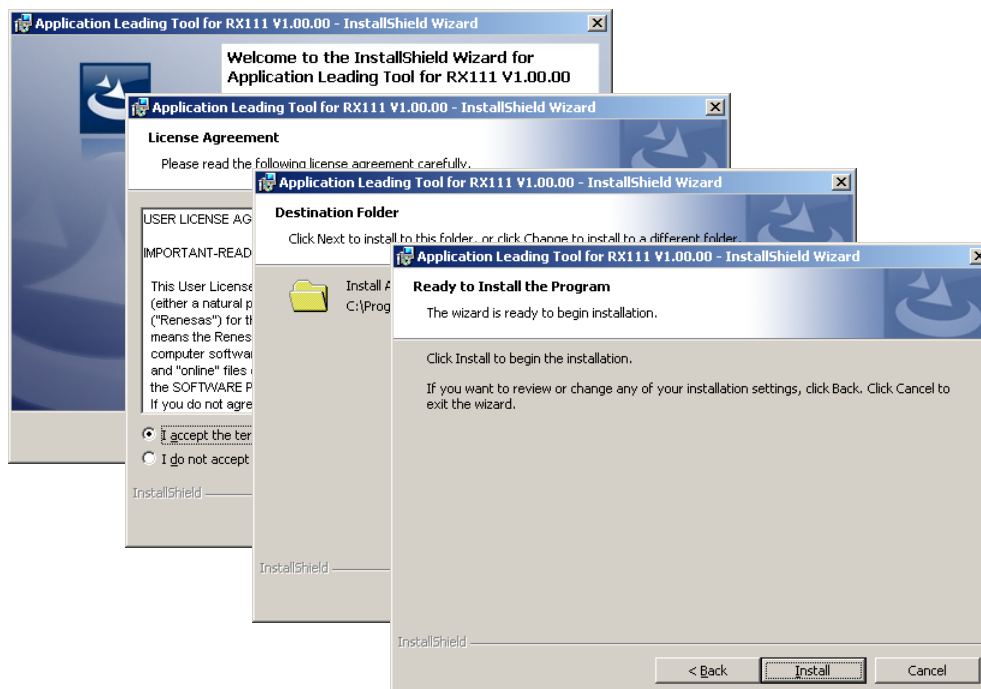 Application Leading Tool for RX111 V1.00.00 - InstallShield Wizard
Welcome to the InstallShield Wizard for
Application Leading Tool for RX111 V1.00.00
Application Leading Tool for RX111 V1.00.00 - InstallShield Wizard
License Agreement
Please read the following license agreement carefully.
USER LICENSE AG
IMPORTANT-READ
This User License
(either a natural p
("Renesas") for th
means the Renes
computer softwar
and "online" files
the SOFTWARE P
If you do not agre
I accept the ter
I do not accept
InstallShield
Application Leading Tool for RX111 V1.00.00 - InstallShield Wizard
Destination Folder
Click Next to install to this folder, or click Change to install to a different folder.
Install A
C:\Prog
InstallShield
Application Leading Tool for RX111 V1.00.00 - InstallShield Wizard
Ready to Install the Program
The wizard is ready to begin installation.
Click Install to begin the installation.
If you want to review or change any of your installation settings, click Back. Click Cancel to
exit the wizard.
InstallShield
< Back
Install
Cancel